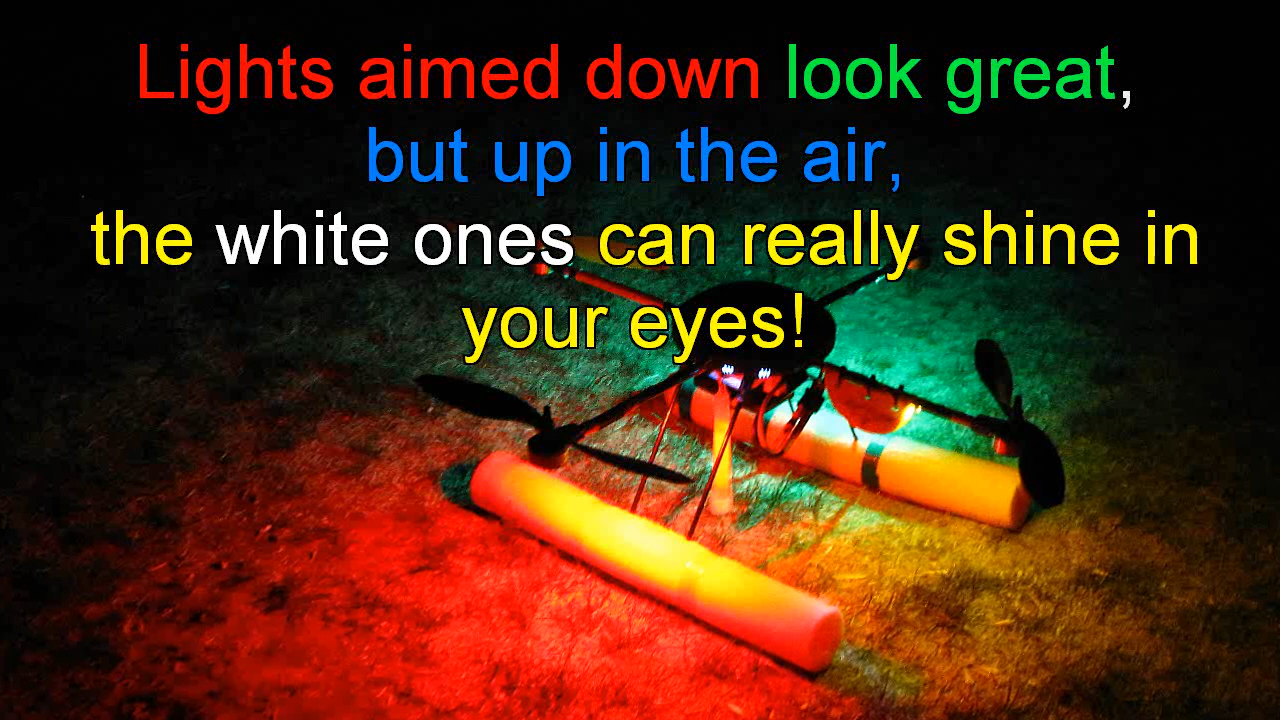 Lights aimed down look great,
but up in the air,
the white ones can really shine in
your eyes!